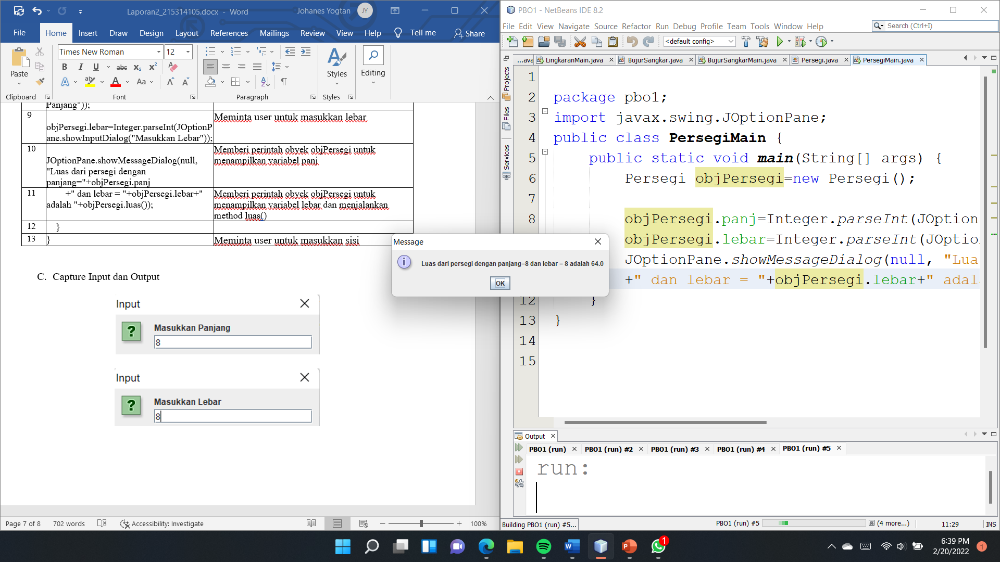 Laporan2_215314105.docx - Word
Johanes Yogtan
JY
File Home Insert Draw Design Layout References Mailings Review View Help Tell me Share
Times New Roman 12
Paste
Styles
Editing
Clipboard Font Paragraph Styles
Panjang"));
9
objPersegi.lebar=Integer.parseInt(JOptionP
ane.showInputDialog("Masukkan Lebar"));
Meminta user untuk masukkan lebar
10
JOptionPane.showMessageDialog(null,
"Luas dari persegi dengan
panjang="+objPersegi.panj
Memberi perintah obyek objPersegi untuk
menampilkan variabel panj
11
+" dan lebar = "+objPersegi.lebar+"
adalah "+objPersegi.luas());
Memberi perintah obyek objPersegi untuk
menampilkan variabel lebar dan menjalankan
method luas()
12 }
13 } Meminta user untuk masukkan sisi
C. Capture Input dan Output
Input
Masukkan Panjang
8
Input
Masukkan Lebar
8
Page 7 of 8 702 words Accessibility: Investigate 100%
PBO1 - NetBeans IDE 8.2
File Edit View Navigate Source Refactor Run Debug Profile Team Tools Window Help
Search (Ctrl+I)
<default config>
...ava LingkaranMain.java BujurSangkar.java BujurSangkarMain.java Persegi.java PersegiMain.java
Projects
Files
Services
1
2 package pbo1;
3 import javax.swing.JOptionPane;
4 public class PersegiMain {
5 public static void main(String[] args) {
6 Persegi objPersegi=new Persegi();
7
8 objPersegi.panj=Integer.parseInt(JOption
objPersegi.lebar=Integer.parseInt(JOptio
JOptionPane.showMessageDialog(null, "Lua
+" dan lebar = "+objPersegi.lebar+" adal
12 }
13 }
14
15
Message
Luas dari persegi dengan panjang=8 dan lebar = 8 adalah 64.0
OK
Output
PBO1 (run) PBO1 (run) #2 PBO1 (run) #3 PBO1 (run) #4 PBO1 (run) #5
run:
Building PBO1 (run) #5... PBO1 (run) #5 (4 more...) 11:29 INS
6:39 PM
2/20/2022
1
1